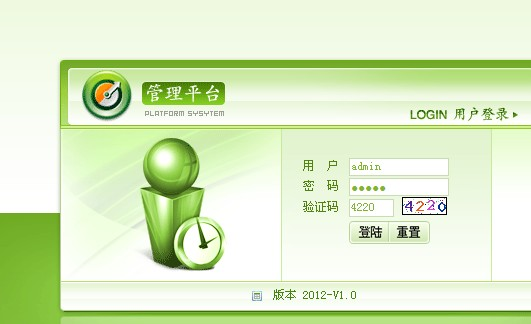 管理平台
PLATFORM SYSYTEM
LOGIN 用户登录
用 户 admin
密 码 ●●●●●
验证码 4220 4220
登陆 重置
版本 2012-V1.0